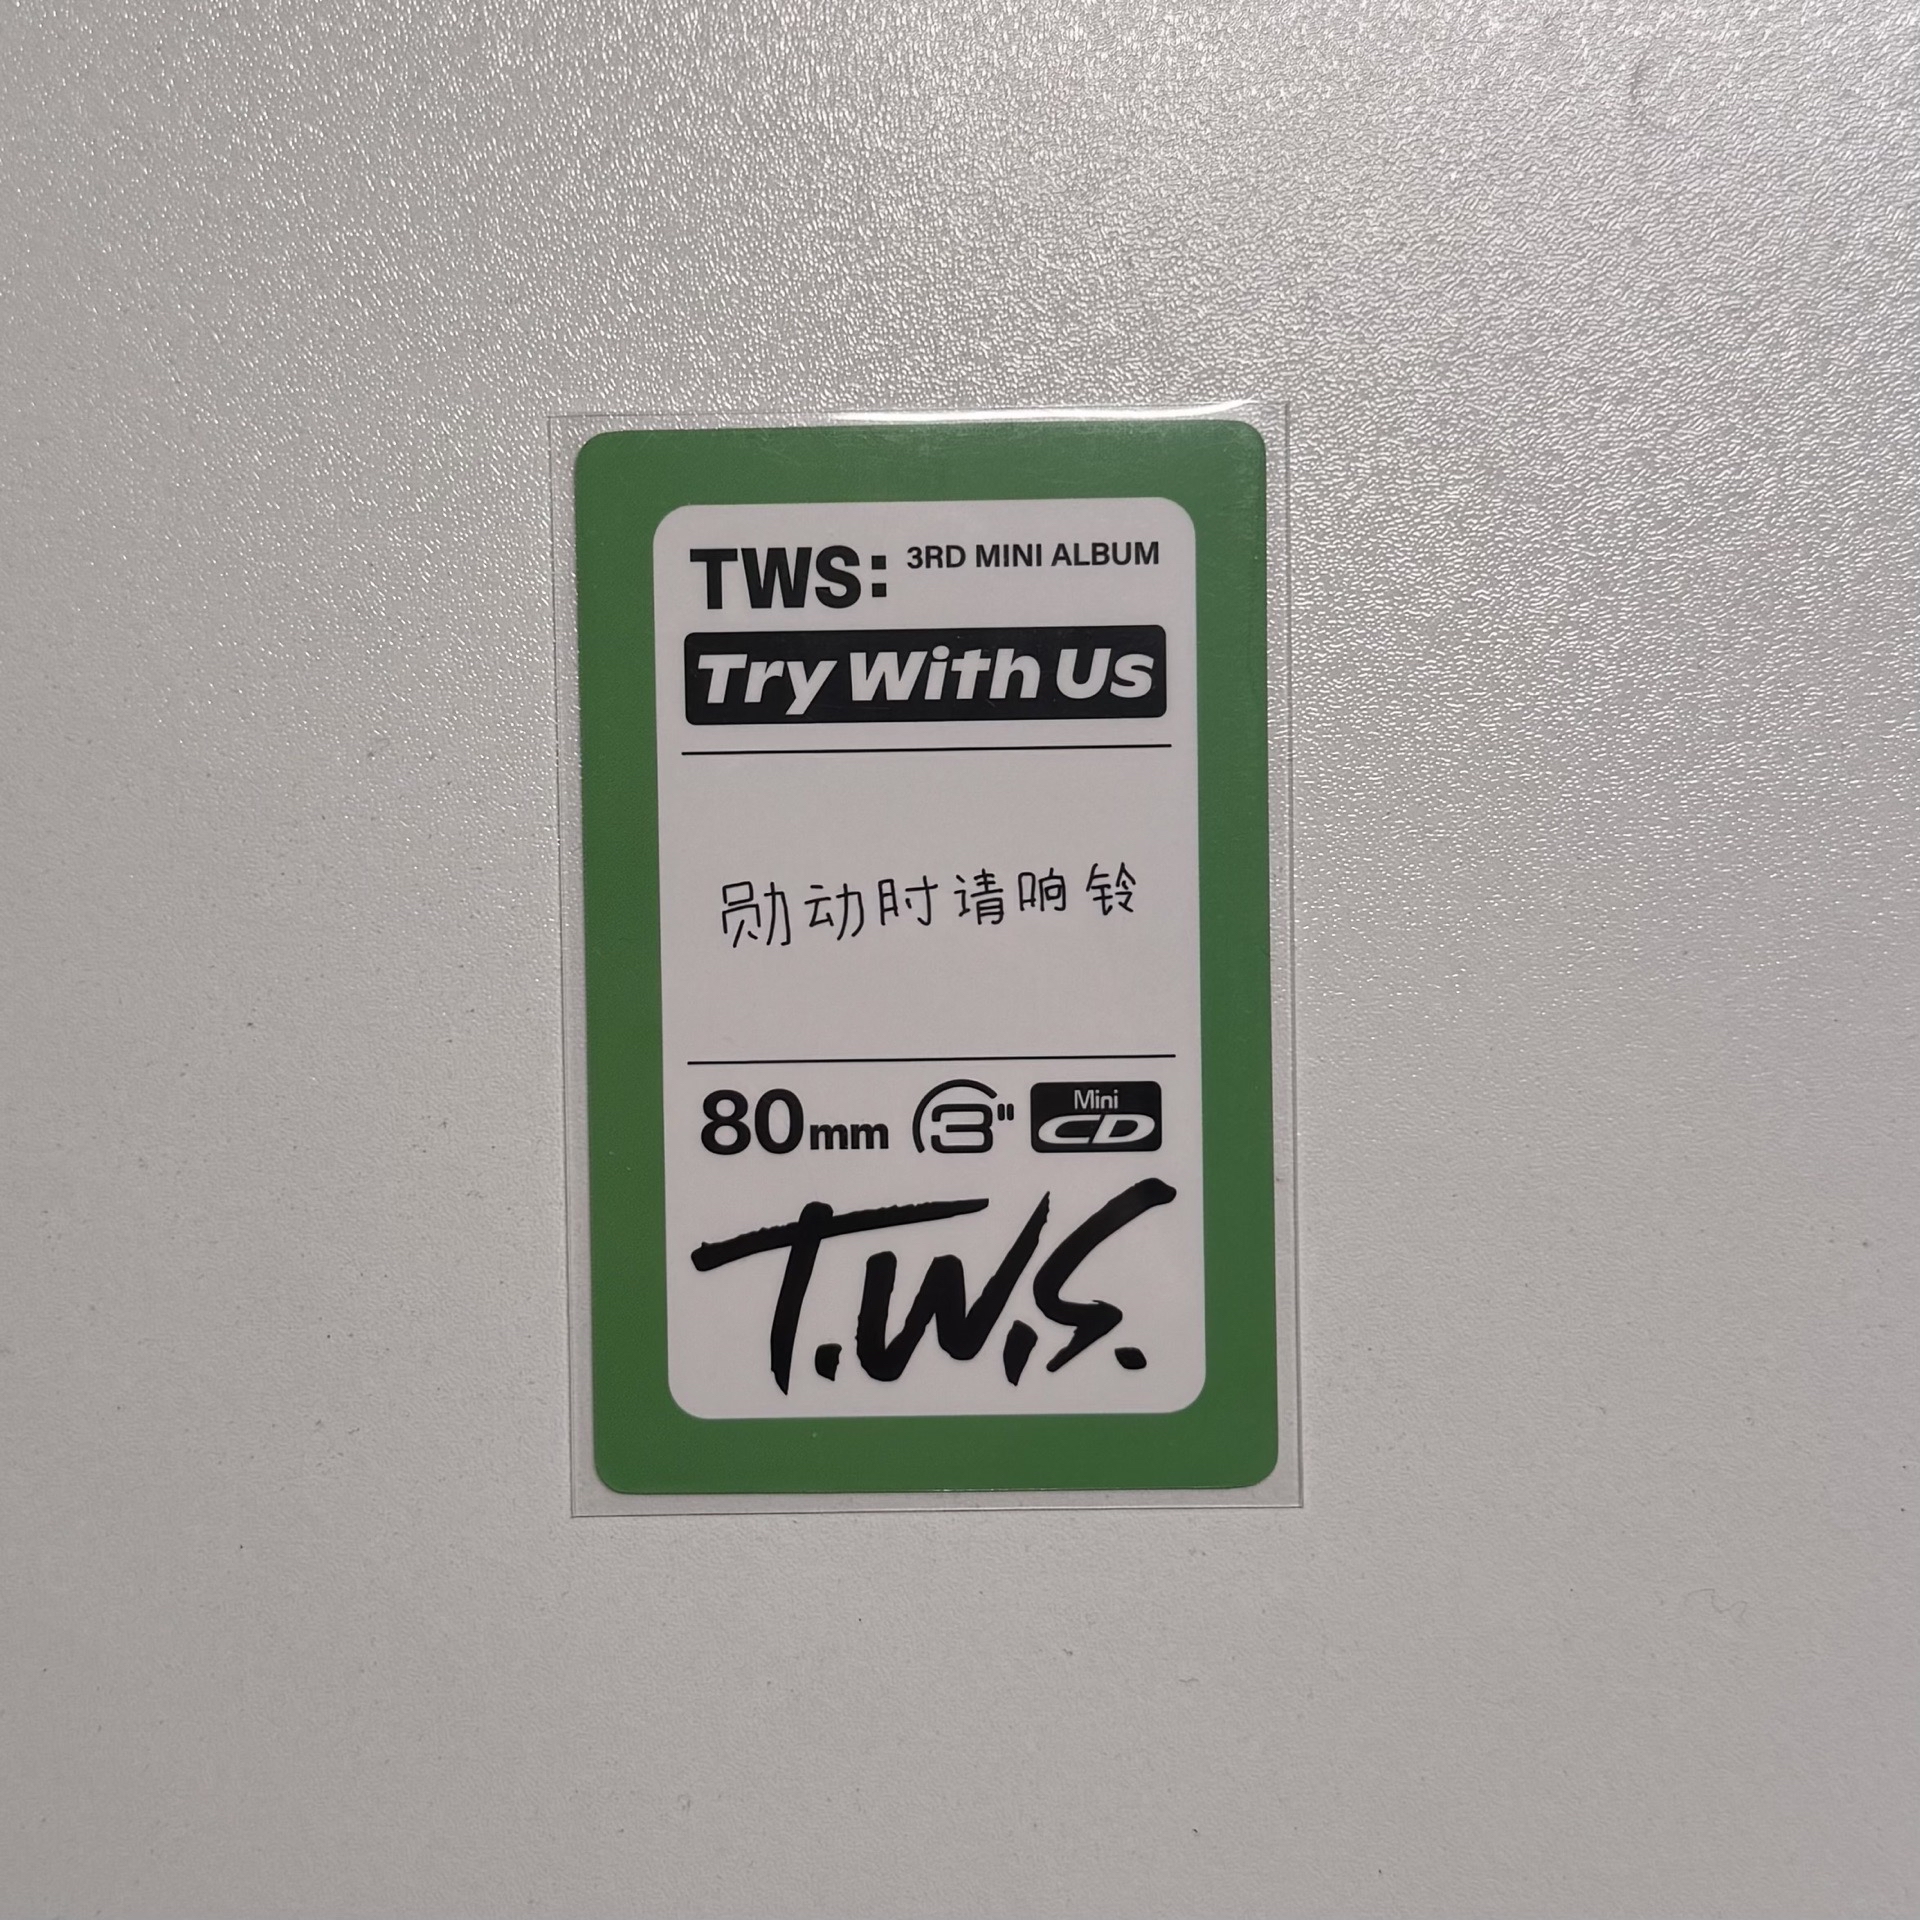 TWS: 3RD MINI ALBUM
Try With Us
勋动时请响铃
80mm 3" Mini CD
T.W.S.